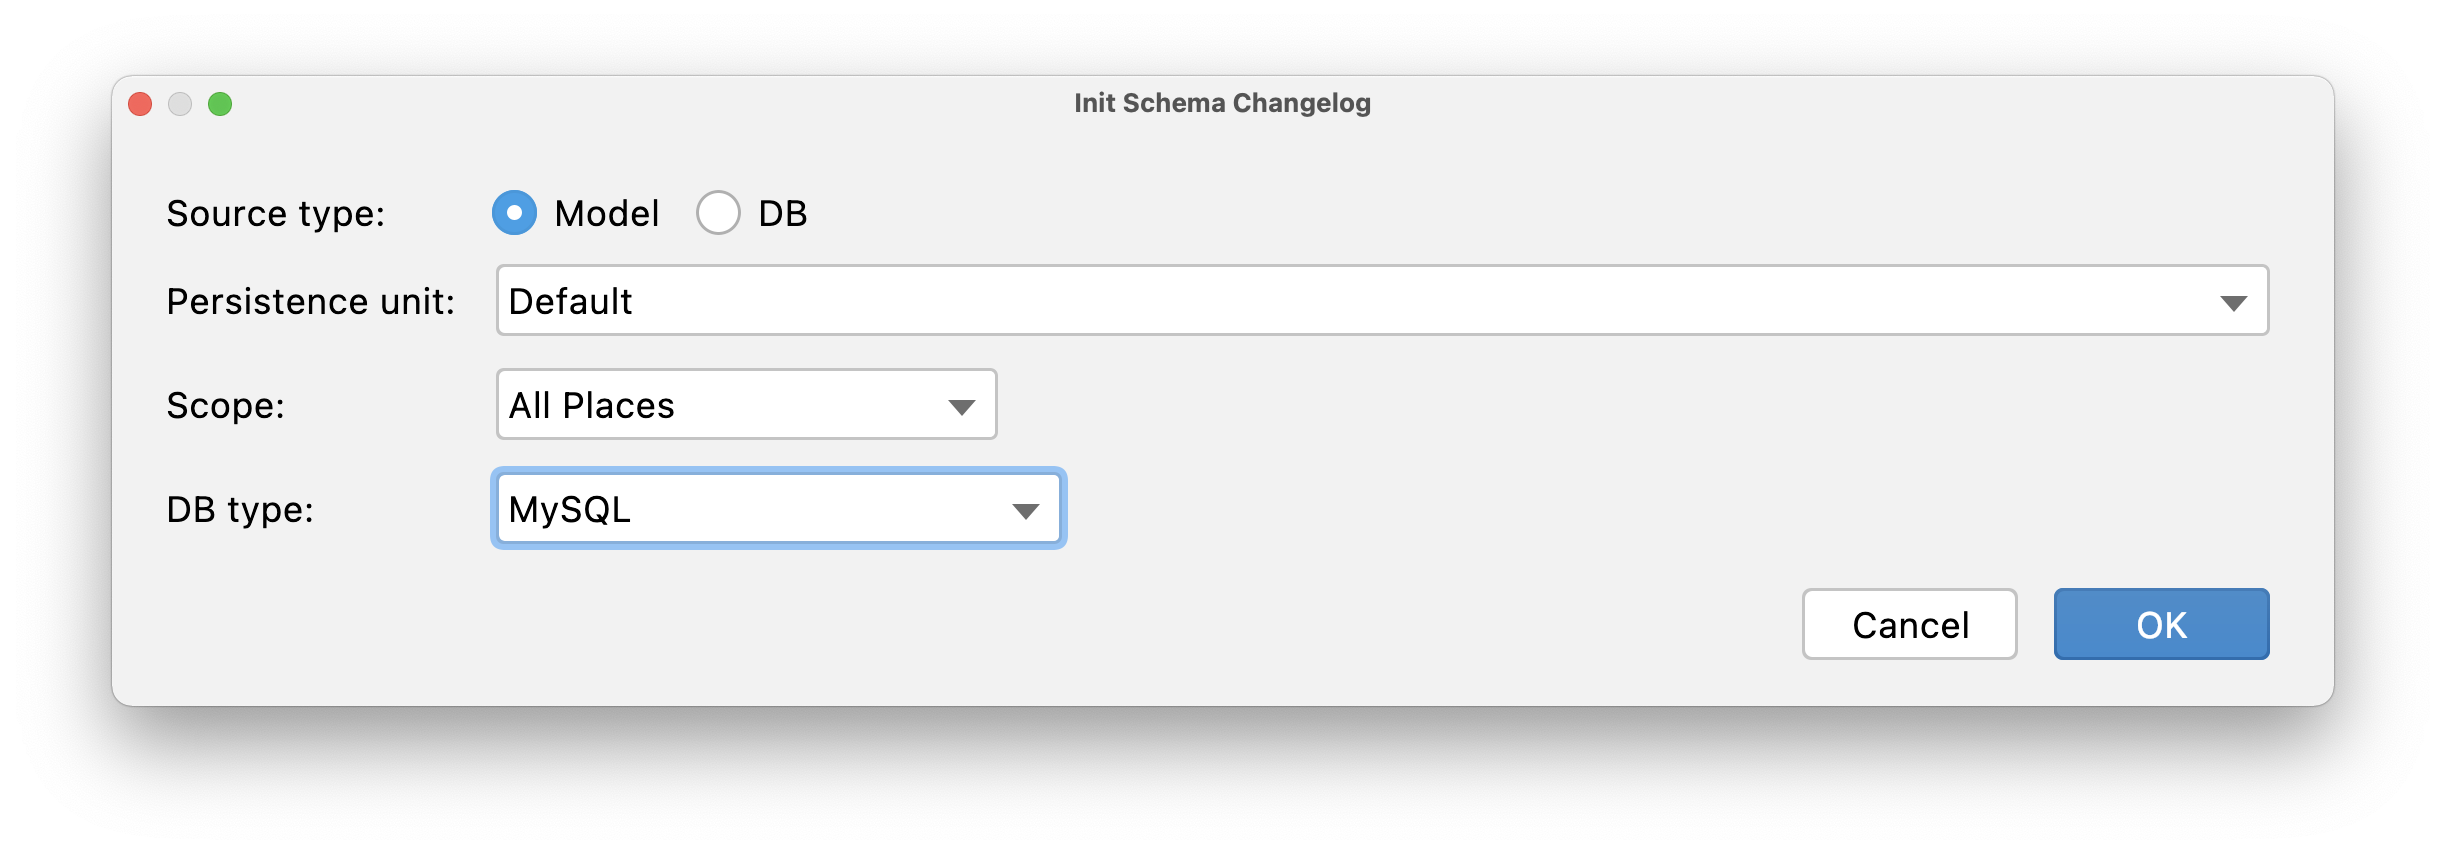 Init Schema Changelog
Source type: Model DB
Persistence unit: Default
Scope: All Places
DB type: MySQL
Cancel OK